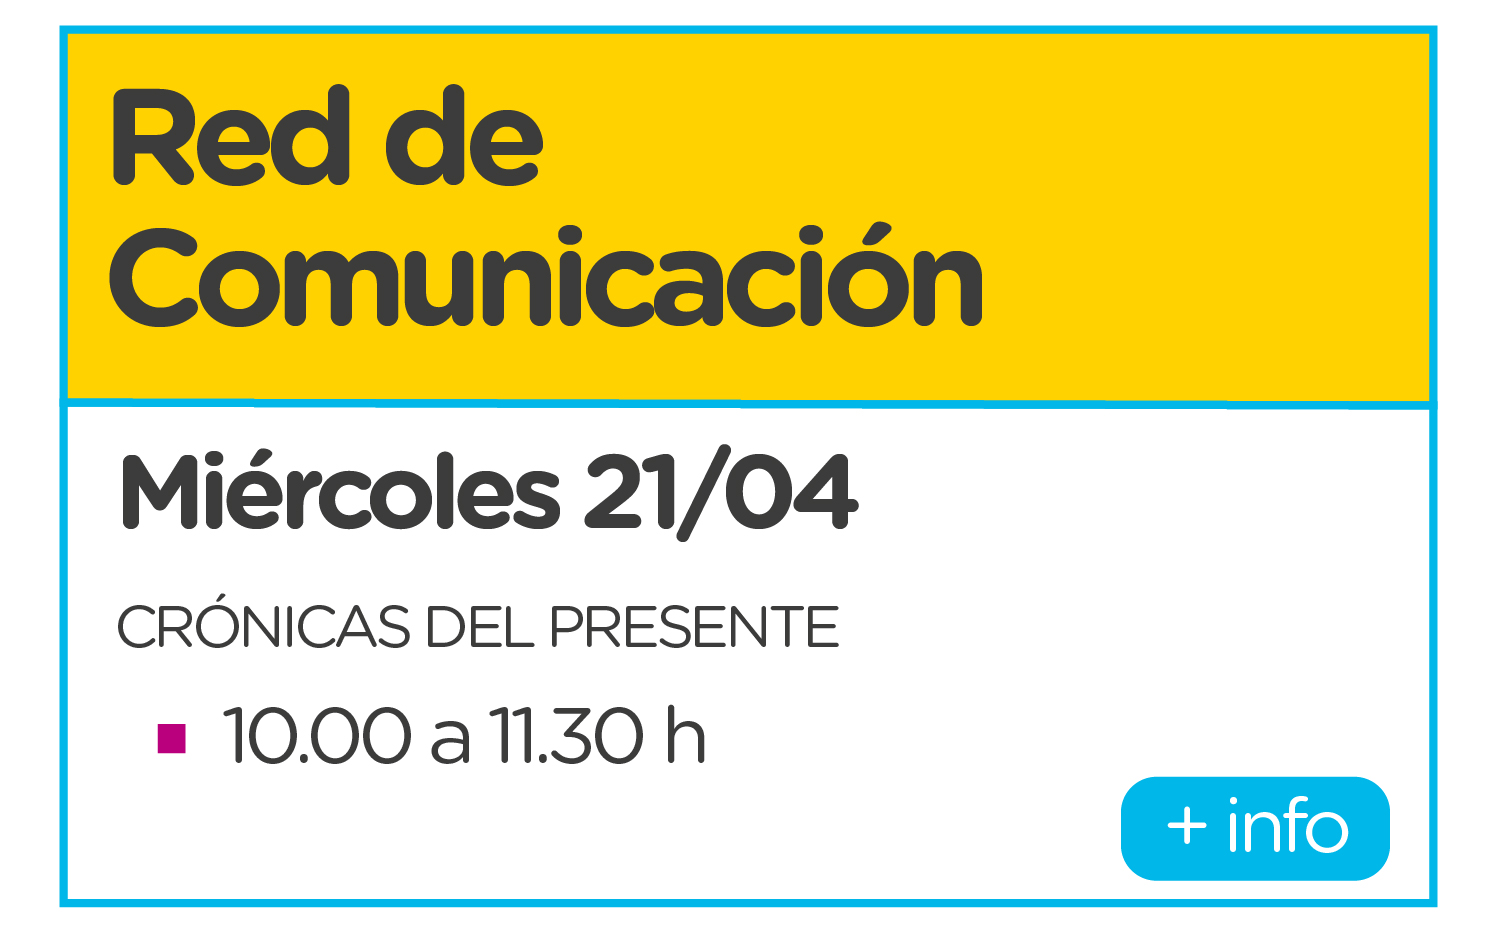 Red de
Comunicación
Miércoles 21/04
CRÓNICAS DEL PRESENTE
10.00 a 11.30 h
+ info